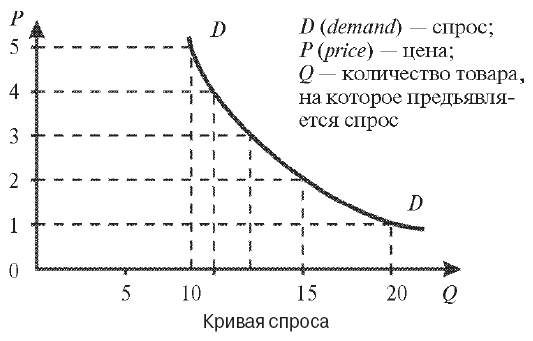 P
D
D (demand) — спрос;
P (price) — цена;
Q — количество товара,
на которое предъявля-
ется спрос
5
4
3
2
1
0
D
5 10 15 20 Q
Кривая спроса